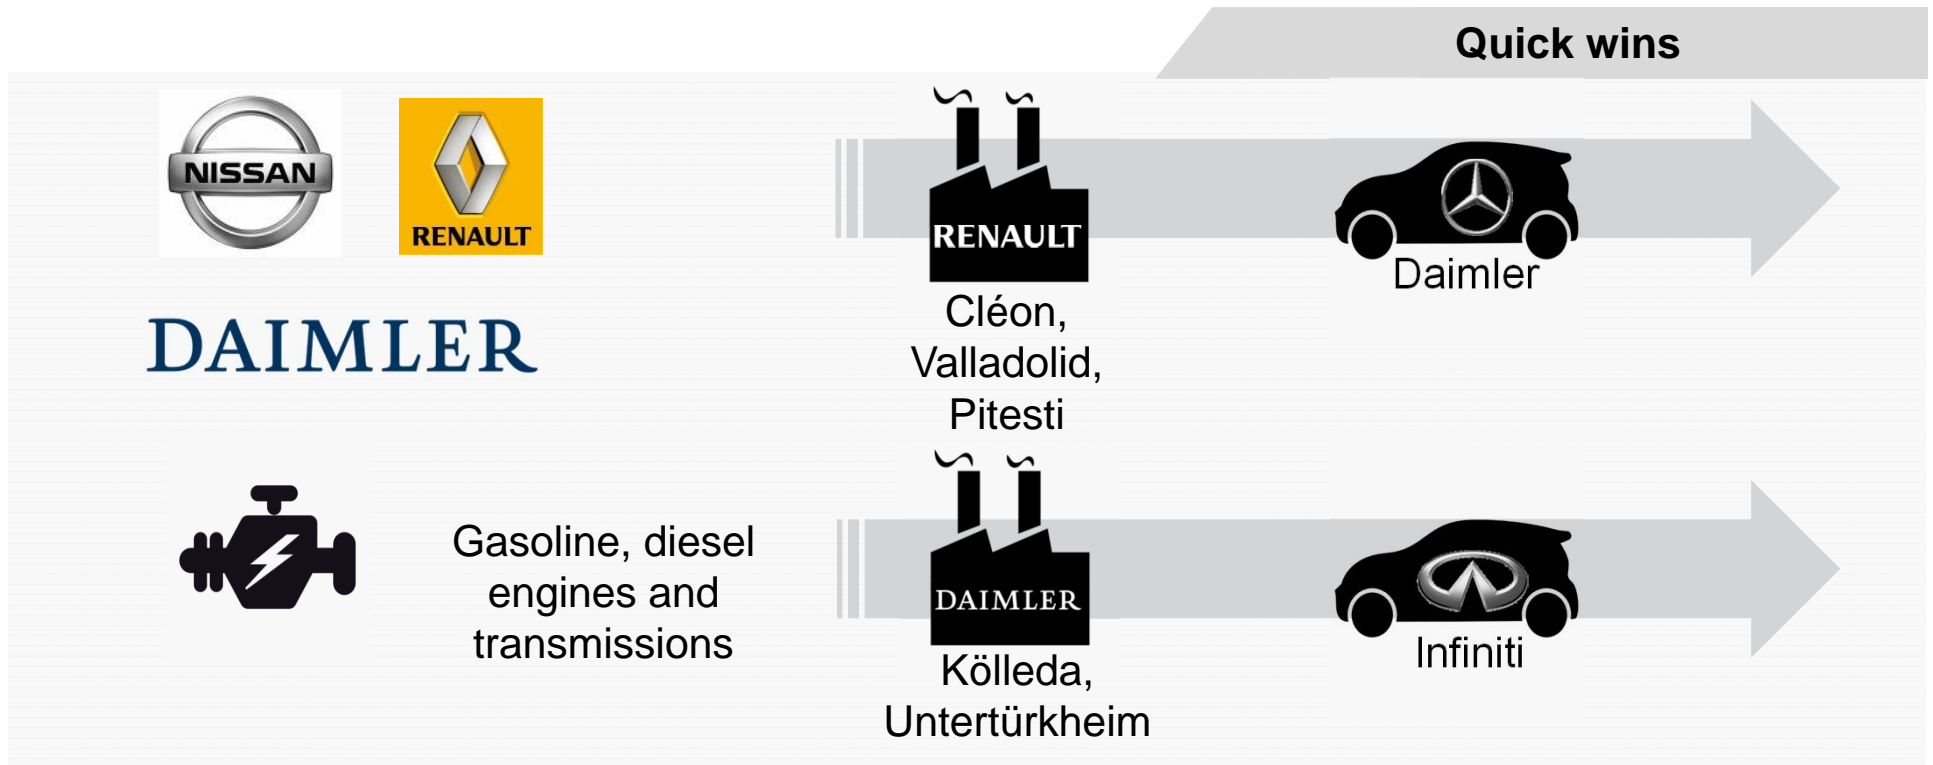 Quick wins
NISSAN
RENAULT
DAIMLER
RENAULT
Cléon,
Valladolid,
Pitesti
Daimler
Gasoline, diesel
engines and
transmissions
DAIMLER
Kölleda,
Untertürkheim
Infiniti